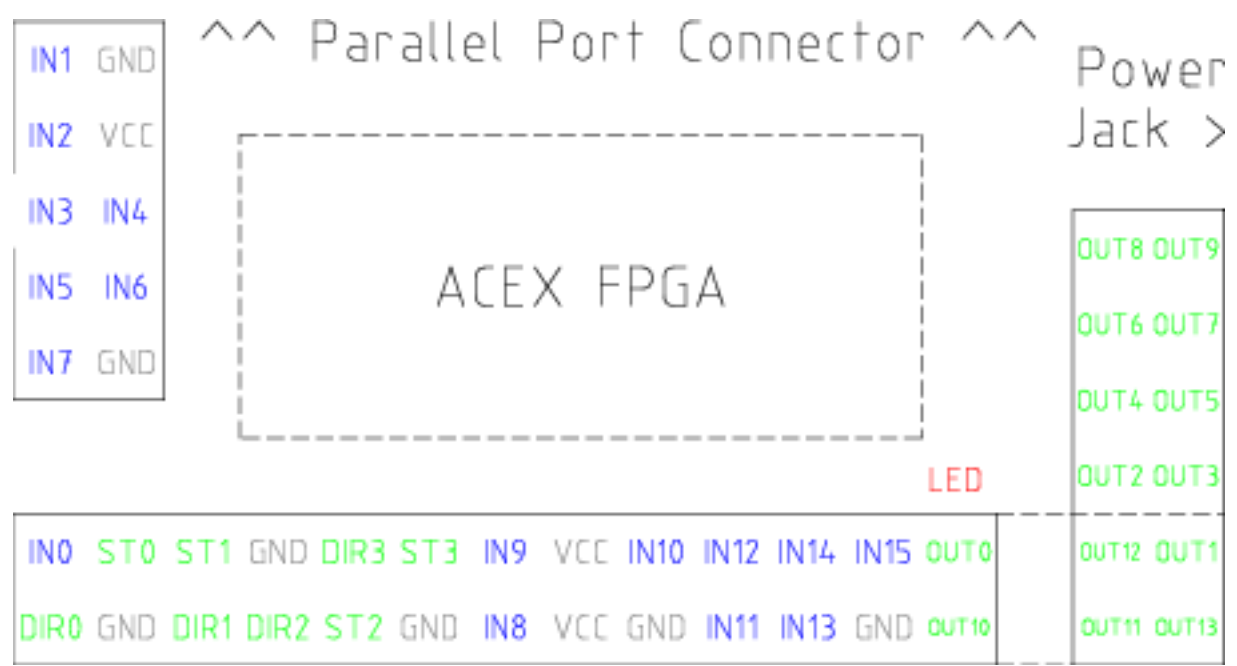 ^^ Parallel Port Connector ^^
Power
Jack >
IN1 GND
IN2 VCC
IN3 IN4
IN5 IN6
IN7 GND
ACEX FPGA
OUT8 OUT9
OUT6 OUT7
OUT4 OUT5
OUT2 OUT3
LED
IN0 ST0 ST1 GND DIR3 ST3 IN9 VCC IN10 IN12 IN14 IN15 OUT0
OUT12 OUT1
DIR0 GND DIR1 DIR2 ST2 GND IN8 VCC GND IN11 IN13 GND OUT10
OUT11 OUT13